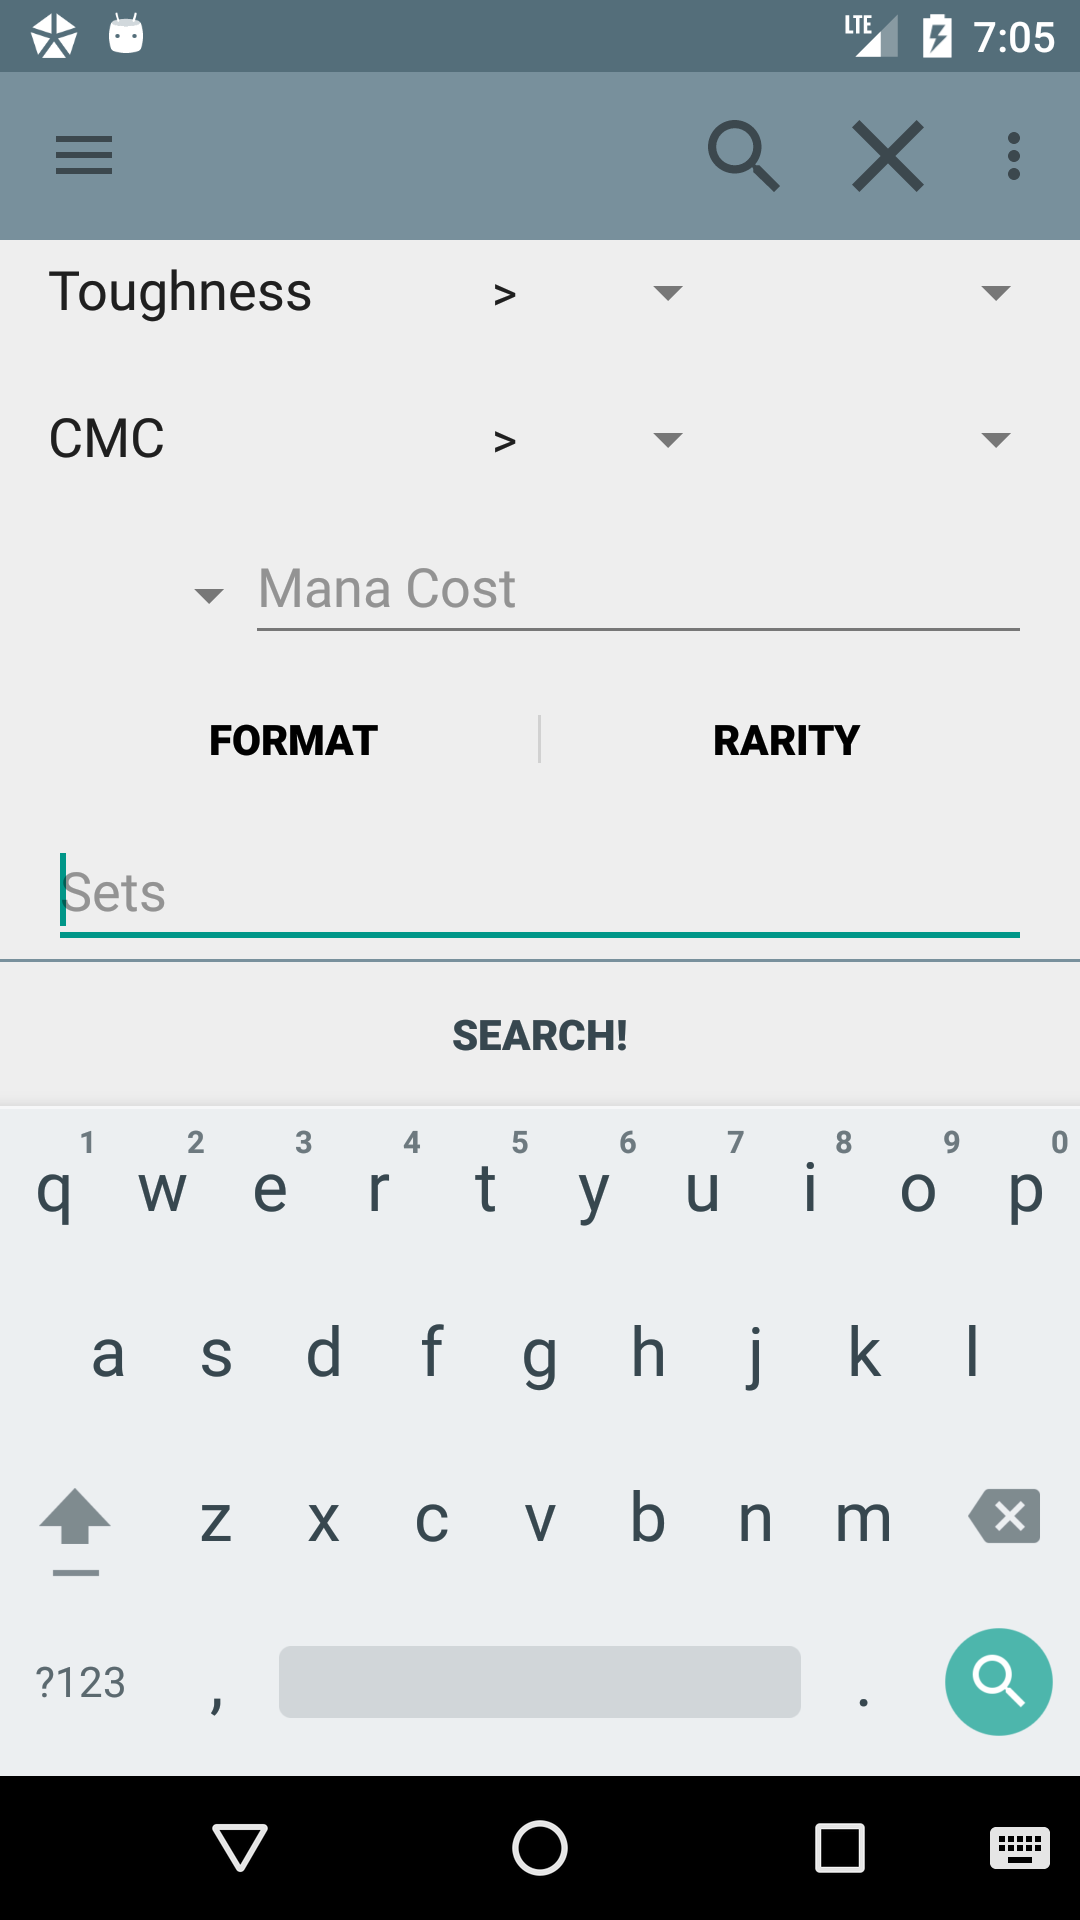 LTE 7:05
Toughness >
CMC >
Mana Cost
FORMAT RARITY
Sets
SEARCH!
1 2 3 4 5 6 7 8 9 0
q w e r t y u i o p
a s d f g h j k l
z x c v b n m
?123 , .